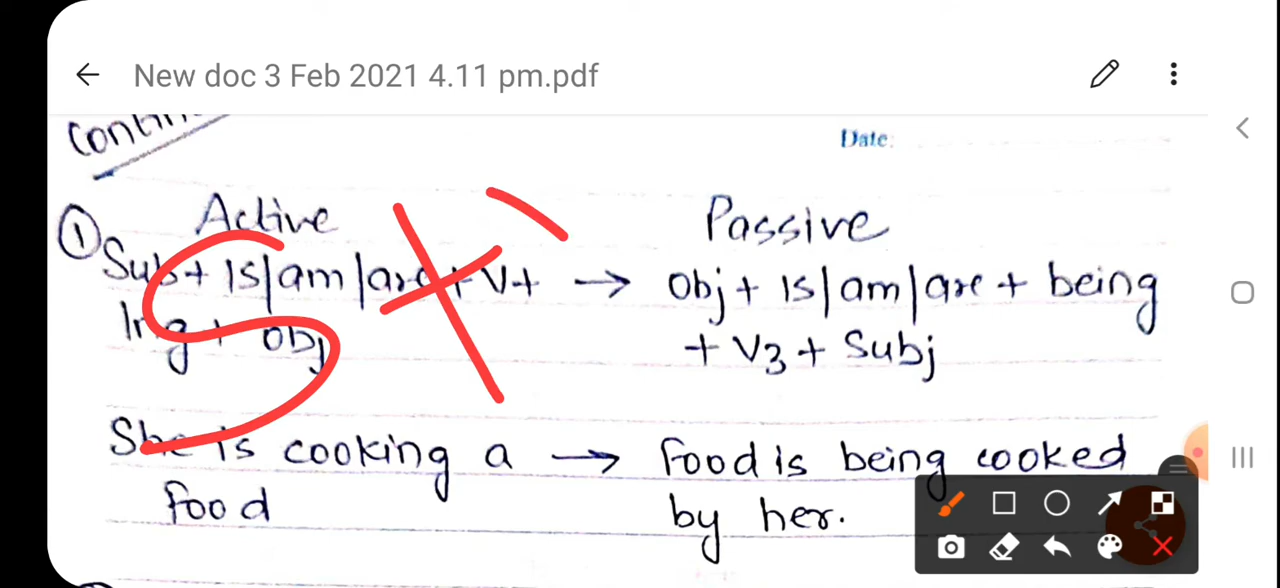 New doc 3 Feb 2021 4.11 pm.pdf
Date:
① Active Passive
Sub + Is|am|are + V + → Obj + Is|am|are + being
Ing + Obj + V3 + Subj
She is cooking a → Food is being cooked
Food by her.